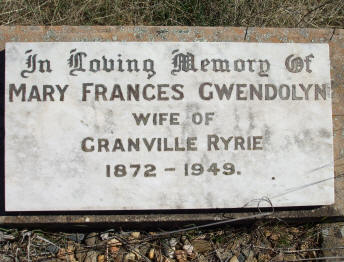 In Loving Memory Of
MARY FRANCES GWENDOLYN
WIFE OF
GRANVILLE RYRIE
1872 - 1949.